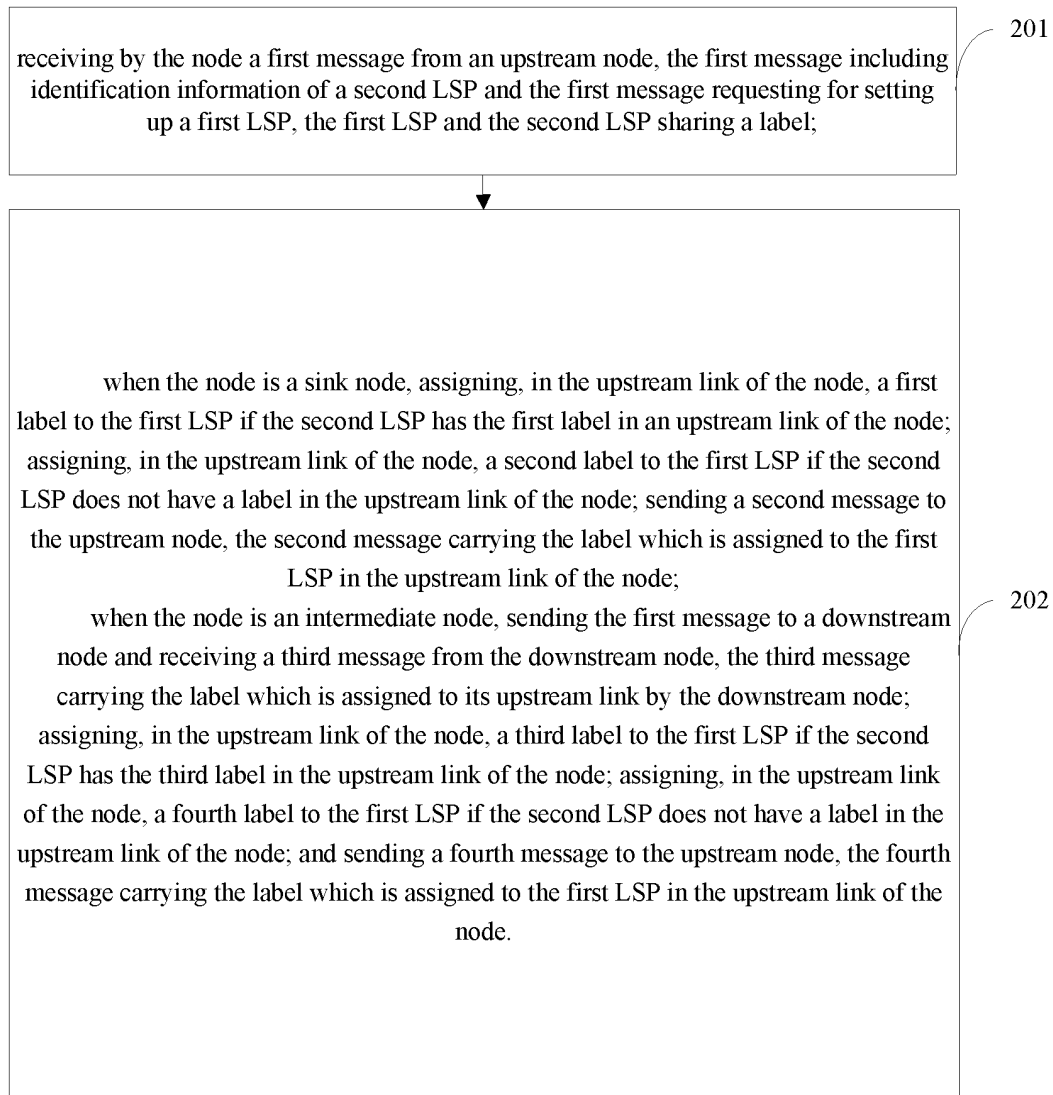 201
receiving by the node a first message from an upstream node, the first message including
identification information of a second LSP and the first message requesting for setting
up a first LSP, the first LSP and the second LSP sharing a label;
when the node is a sink node, assigning, in the upstream link of the node, a first
label to the first LSP if the second LSP has the first label in an upstream link of the node;
assigning, in the upstream link of the node, a second label to the first LSP if the second
LSP does not have a label in the upstream link of the node; sending a second message to
the upstream node, the second message carrying the label which is assigned to the first
LSP in the upstream link of the node;
202
when the node is an intermediate node, sending the first message to a downstream
node and receiving a third message from the downstream node, the third message
carrying the label which is assigned to its upstream link by the downstream node;
assigning, in the upstream link of the node, a third label to the first LSP if the second
LSP has the third label in the upstream link of the node; assigning, in the upstream link
of the node, a fourth label to the first LSP if the second LSP does not have a label in the
upstream link of the node; and sending a fourth message to the upstream node, the fourth
message carrying the label which is assigned to the first LSP in the upstream link of the
node.